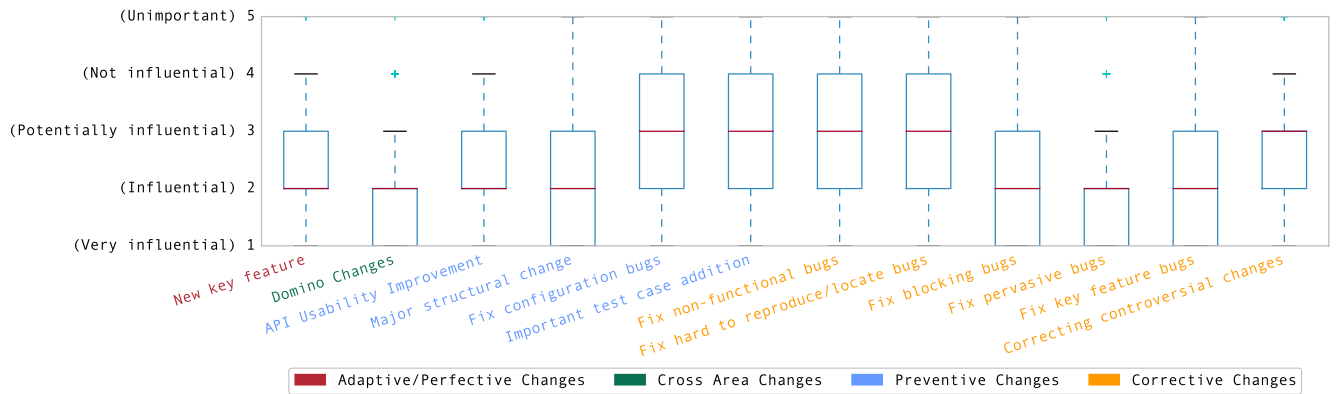 (Unimportant) 5
(Not influential) 4
(Potentially influential) 3
(Influential) 2
(Very influential) 1
New key feature
Domino Changes
API Usability Improvement
Major structural change
Fix configuration bugs
Important test case addition
Fix non-functional bugs
Fix hard to reproduce/locate bugs
Fix blocking bugs
Fix pervasive bugs
Fix key feature bugs
Correcting controversial changes
Adaptive/Perfective Changes Cross Area Changes Preventive Changes Corrective Changes